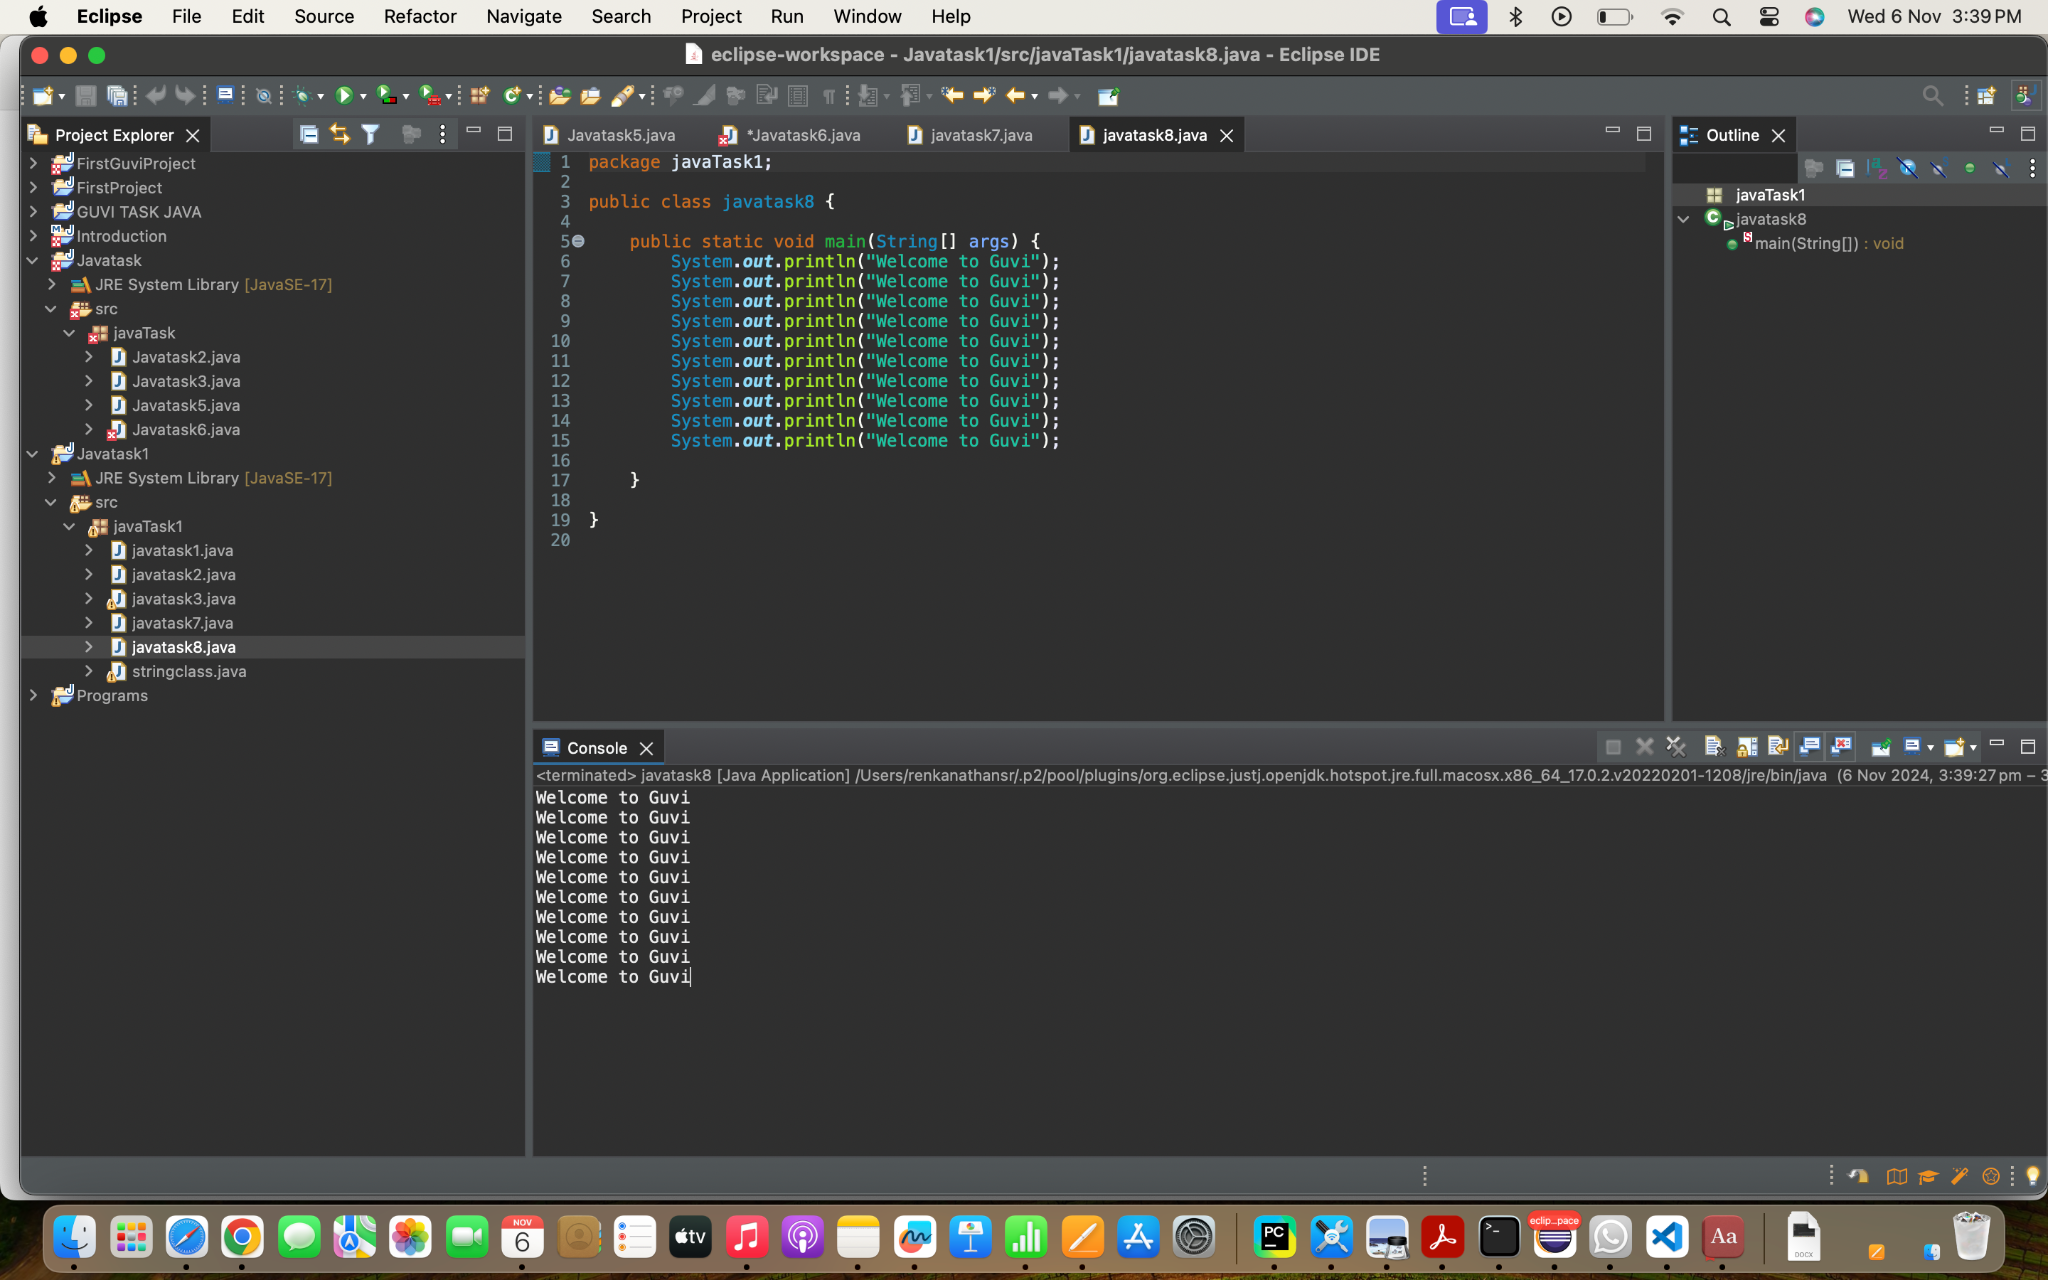 Eclipse File Edit Source Refactor Navigate Search Project Run Window Help Wed 6 Nov 3:39 PM
eclipse-workspace - Javatask1/src/javaTask1/javatask8.java - Eclipse IDE
Project Explorer
FirstGuviProject
FirstProject
GUVI TASK JAVA
Introduction
Javatask
JRE System Library [JavaSE-17]
src
javaTask
Javatask2.java
Javatask3.java
Javatask5.java
Javatask6.java
Javatask1
JRE System Library [JavaSE-17]
src
javaTask1
javatask1.java
javatask2.java
javatask3.java
javatask7.java
javatask8.java
stringclass.java
Programs
Javatask5.java *Javatask6.java javatask7.java javatask8.java
1 package javaTask1;
2
3 public class javatask8 {
4
5 public static void main(String[] args) {
6 System.out.println("Welcome to Guvi");
7 System.out.println("Welcome to Guvi");
8 System.out.println("Welcome to Guvi");
9 System.out.println("Welcome to Guvi");
10 System.out.println("Welcome to Guvi");
11 System.out.println("Welcome to Guvi");
12 System.out.println("Welcome to Guvi");
13 System.out.println("Welcome to Guvi");
14 System.out.println("Welcome to Guvi");
15 System.out.println("Welcome to Guvi");
16
17 }
18
19 }
20
Outline
javaTask1
javatask8
main(String[]) : void
Console
<terminated> javatask8 [Java Application] /Users/renkanathansr/.p2/pool/plugins/org.eclipse.justj.openjdk.hotspot.jre.full.macosx.x86_64_17.0.2.v20220201-1208/jre/bin/java (6 Nov 2024, 3:39:27 pm – 3
Welcome to Guvi
Welcome to Guvi
Welcome to Guvi
Welcome to Guvi
Welcome to Guvi
Welcome to Guvi
Welcome to Guvi
Welcome to Guvi
Welcome to Guvi
Welcome to Guvi
NOV
6
tv
PC
eclip...pace
Aa
DOCX